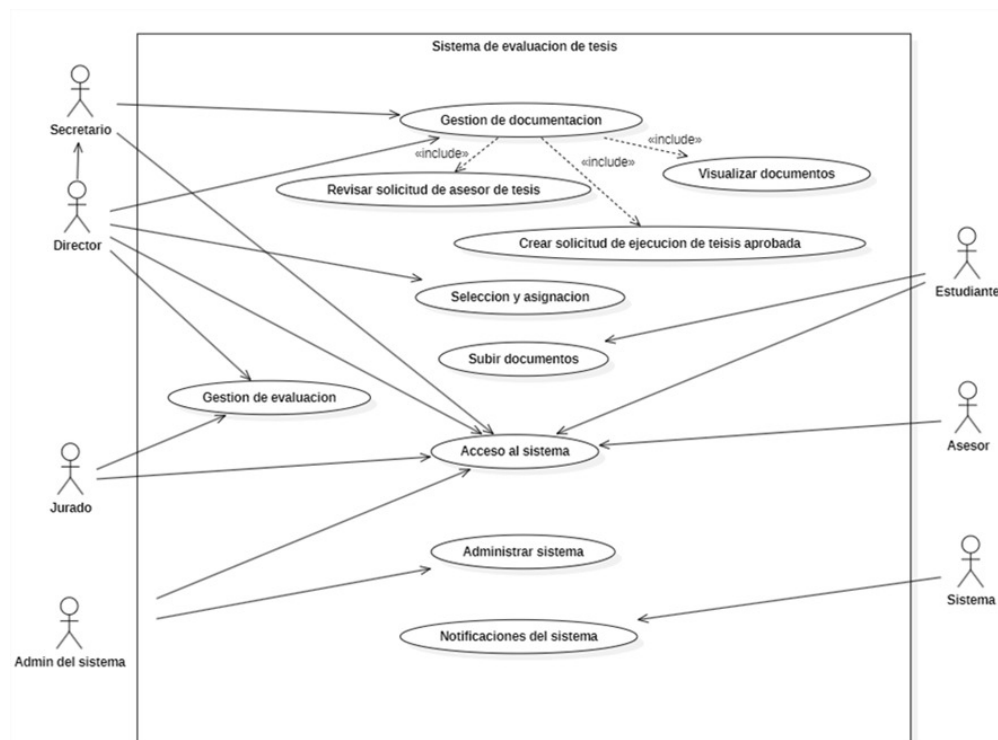 Sistema de evaluacion de tesis
Secretario
Gestion de documentacion
«include»
«include»
«include»
Visualizar documentos
Revisar solicitud de asesor de tesis
Director
Crear solicitud de ejecucion de teisis aprobada
Estudiante
Seleccion y asignacion
Subir documentos
Gestion de evaluacion
Asesor
Acceso al sistema
Jurado
Administrar sistema
Sistema
Notificaciones del sistema
Admin del sistema